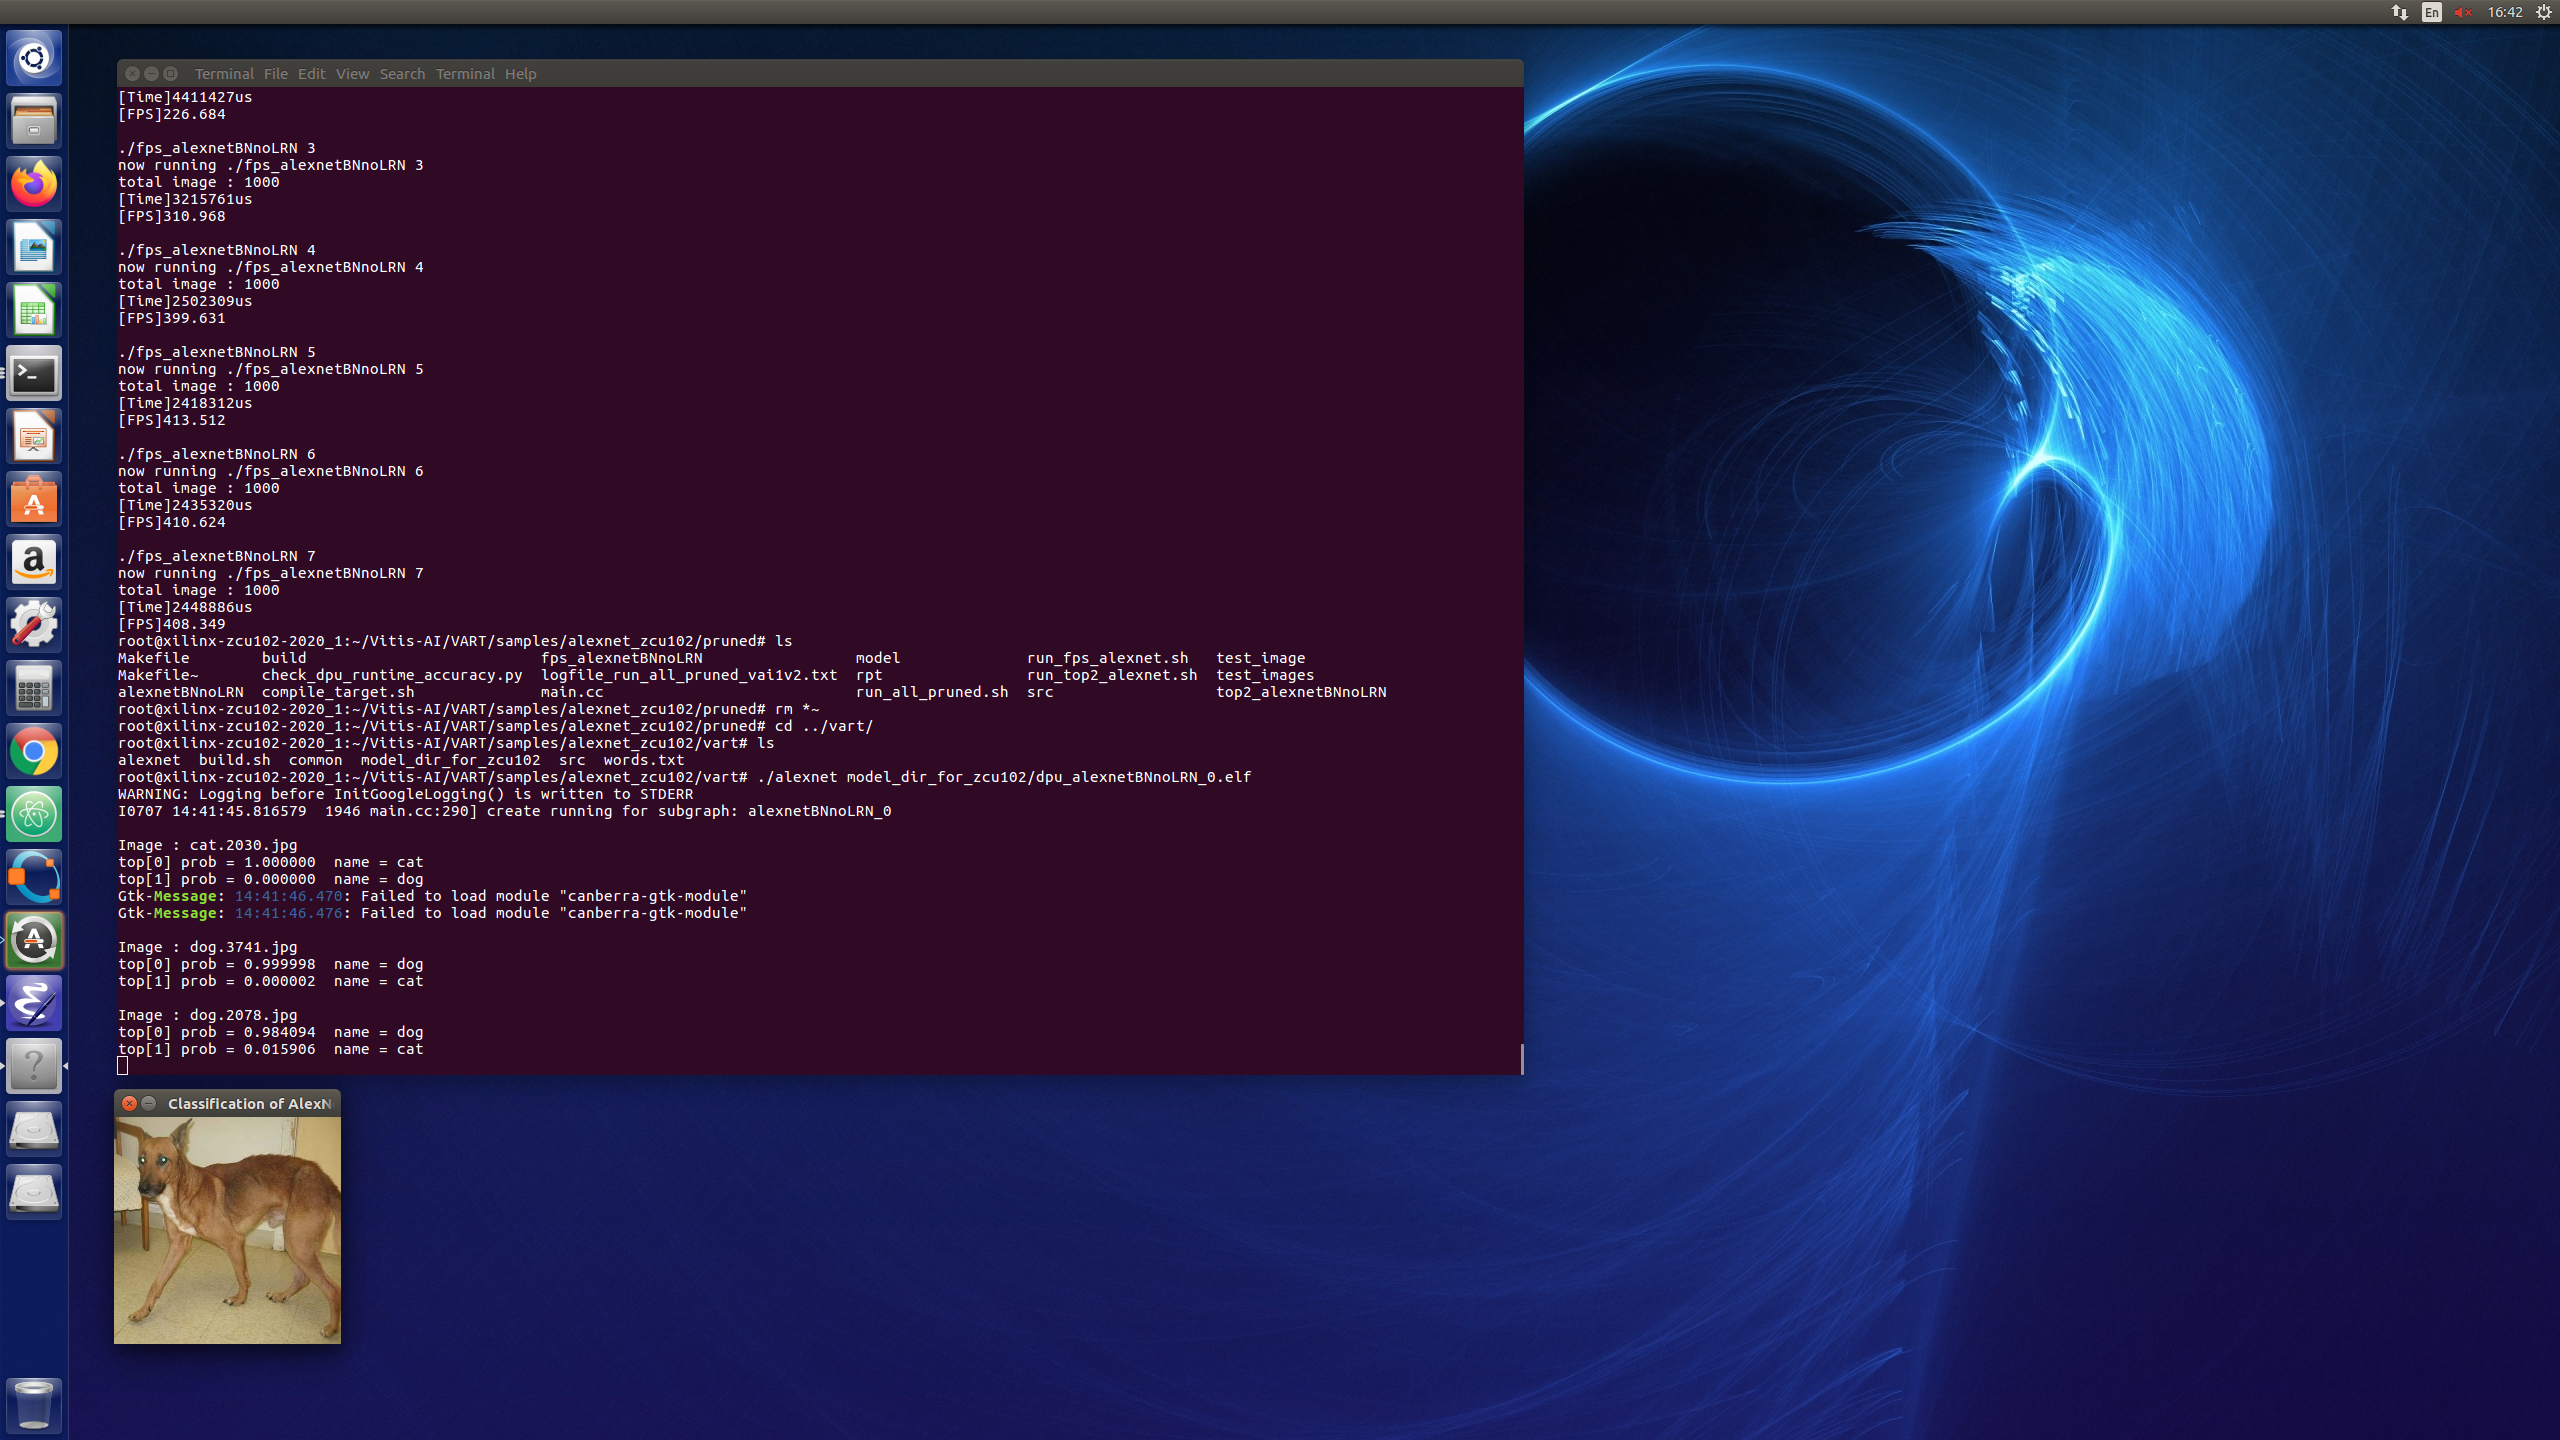 En 16:42
Terminal File Edit View Search Terminal Help
[Time]4411427us
[FPS]226.684
./fps_alexnetBNnoLRN 3
now running ./fps_alexnetBNnoLRN 3
total image : 1000
[Time]3215761us
[FPS]310.968
./fps_alexnetBNnoLRN 4
now running ./fps_alexnetBNnoLRN 4
total image : 1000
[Time]2502309us
[FPS]399.631
./fps_alexnetBNnoLRN 5
now running ./fps_alexnetBNnoLRN 5
total image : 1000
[Time]2418312us
[FPS]413.512
./fps_alexnetBNnoLRN 6
now running ./fps_alexnetBNnoLRN 6
total image : 1000
[Time]2435320us
[FPS]410.624
./fps_alexnetBNnoLRN 7
now running ./fps_alexnetBNnoLRN 7
total image : 1000
[Time]2448886us
[FPS]408.349
root@xilinx-zcu102-2020_1:~/Vitis-AI/VART/samples/alexnet_zcu102/pruned# ls
Makefile build fps_alexnetBNnoLRN model run_fps_alexnet.sh test_image
Makefile~ check_dpu_runtime_accuracy.py logfile_run_all_pruned_vai1v2.txt rpt run_top2_alexnet.sh test_images
alexnetBNnoLRN compile_target.sh main.cc run_all_pruned.sh src top2_alexnetBNnoLRN
root@xilinx-zcu102-2020_1:~/Vitis-AI/VART/samples/alexnet_zcu102/pruned# rm *~
root@xilinx-zcu102-2020_1:~/Vitis-AI/VART/samples/alexnet_zcu102/pruned# cd ../vart/
root@xilinx-zcu102-2020_1:~/Vitis-AI/VART/samples/alexnet_zcu102/vart# ls
alexnet build.sh common model_dir_for_zcu102 src words.txt
root@xilinx-zcu102-2020_1:~/Vitis-AI/VART/samples/alexnet_zcu102/vart# ./alexnet model_dir_for_zcu102/dpu_alexnetBNnoLRN_0.elf
WARNING: Logging before InitGoogleLogging() is written to STDERR
I0707 14:41:45.816579 1946 main.cc:290] create running for subgraph: alexnetBNnoLRN_0
Image : cat.2030.jpg
top[0] prob = 1.000000 name = cat
top[1] prob = 0.000000 name = dog
Gtk-Message: 14:41:46.470: Failed to load module "canberra-gtk-module"
Gtk-Message: 14:41:46.476: Failed to load module "canberra-gtk-module"
Image : dog.3741.jpg
top[0] prob = 0.999998 name = dog
top[1] prob = 0.000002 name = cat
Image : dog.2078.jpg
top[0] prob = 0.984094 name = dog
top[1] prob = 0.015906 name = cat
Classification of AlexN